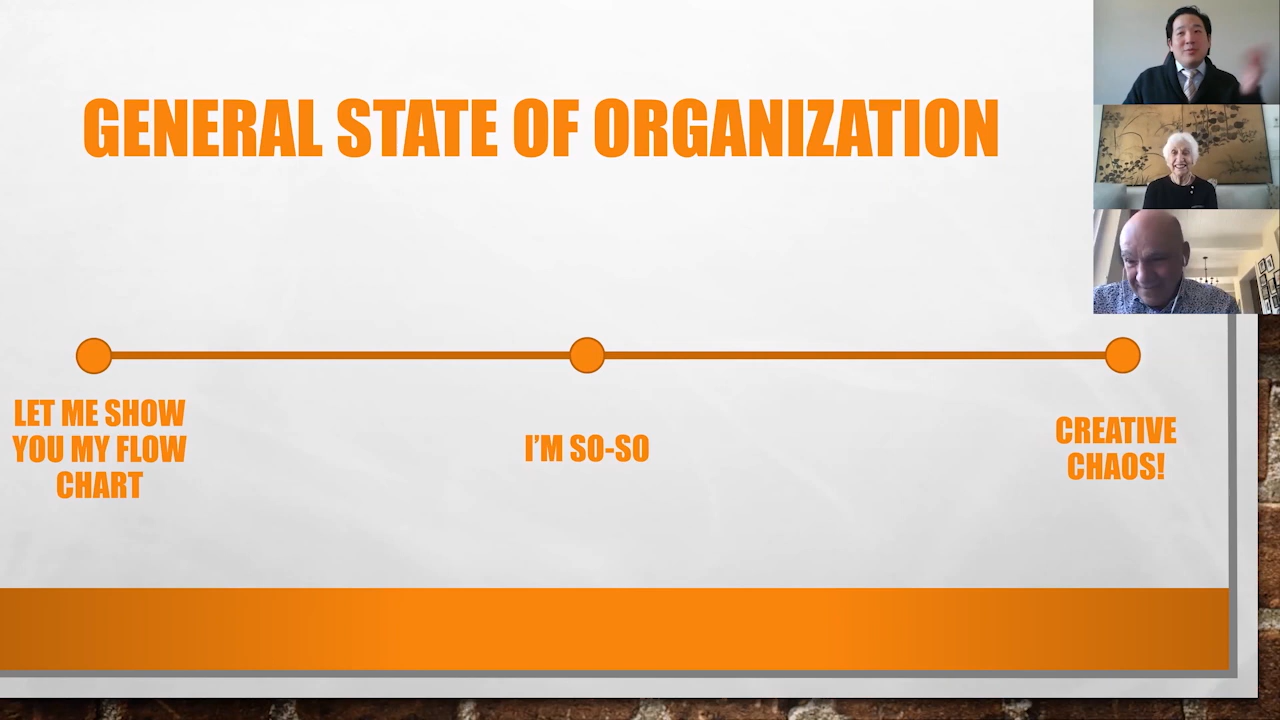 GENERAL STATE OF ORGANIZATION
LET ME SHOW
YOU MY FLOW
CHART
I'M SO-SO
CREATIVE
CHAOS!